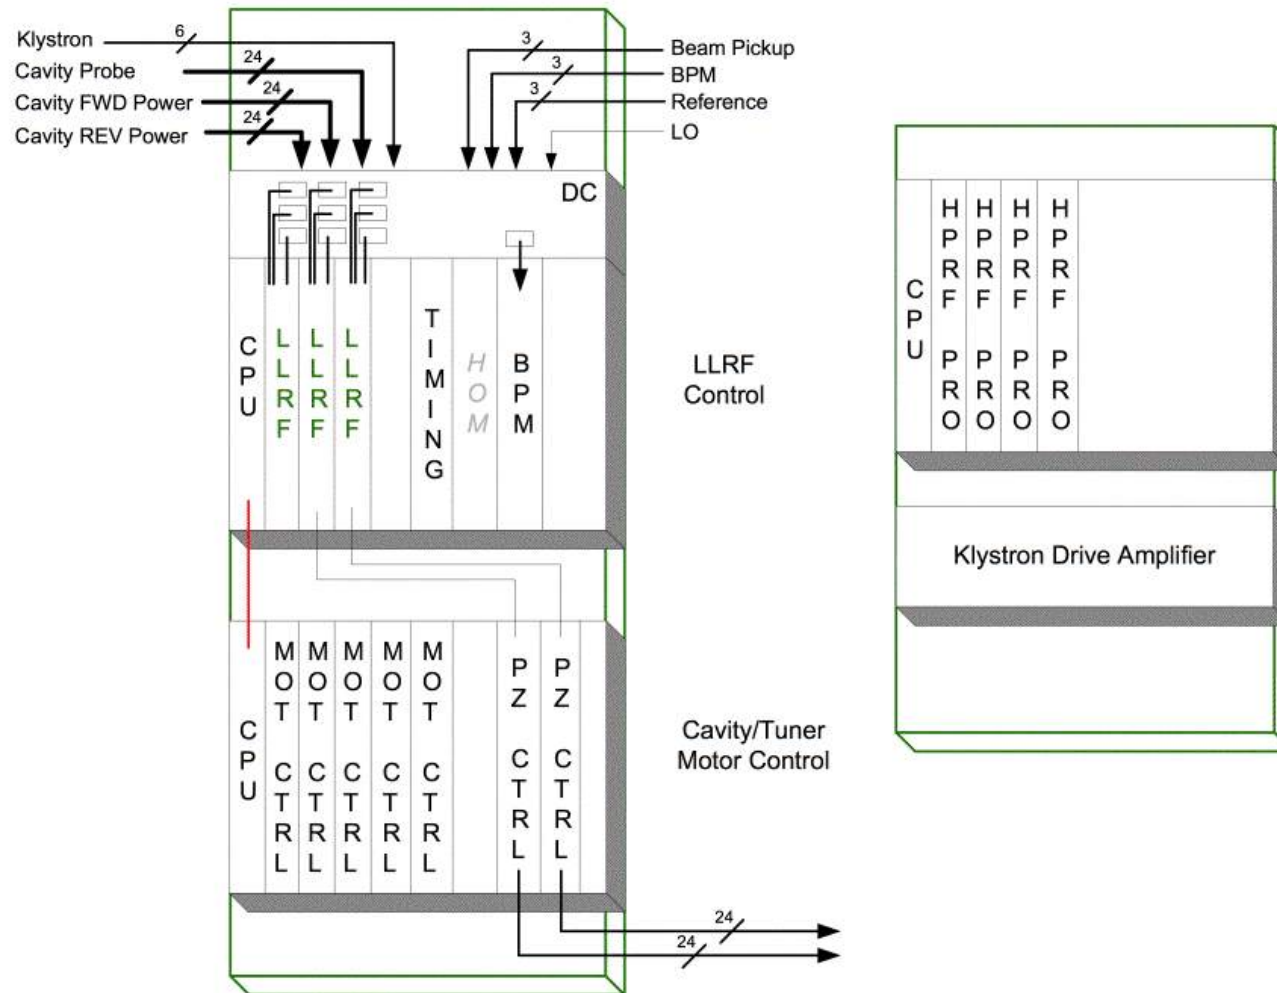 Klystron
6
Cavity Probe
24
Cavity FWD Power
24
Cavity REV Power
24
3
Beam Pickup
3
BPM
3
Reference
LO
DC
CPU
LLRF
LLRF
LLRF
TIMING
HOM
BPM
LLRF
Control
CPU
MOT CTRL
MOT CTRL
MOT CTRL
MOT CTRL
MOT CTRL
PZ CTRL
PZ CTRL
Cavity/Tuner
Motor Control
24
24
CPU
HPRF PRO
HPRF PRO
HPRF PRO
HPRF PRO
Klystron Drive Amplifier